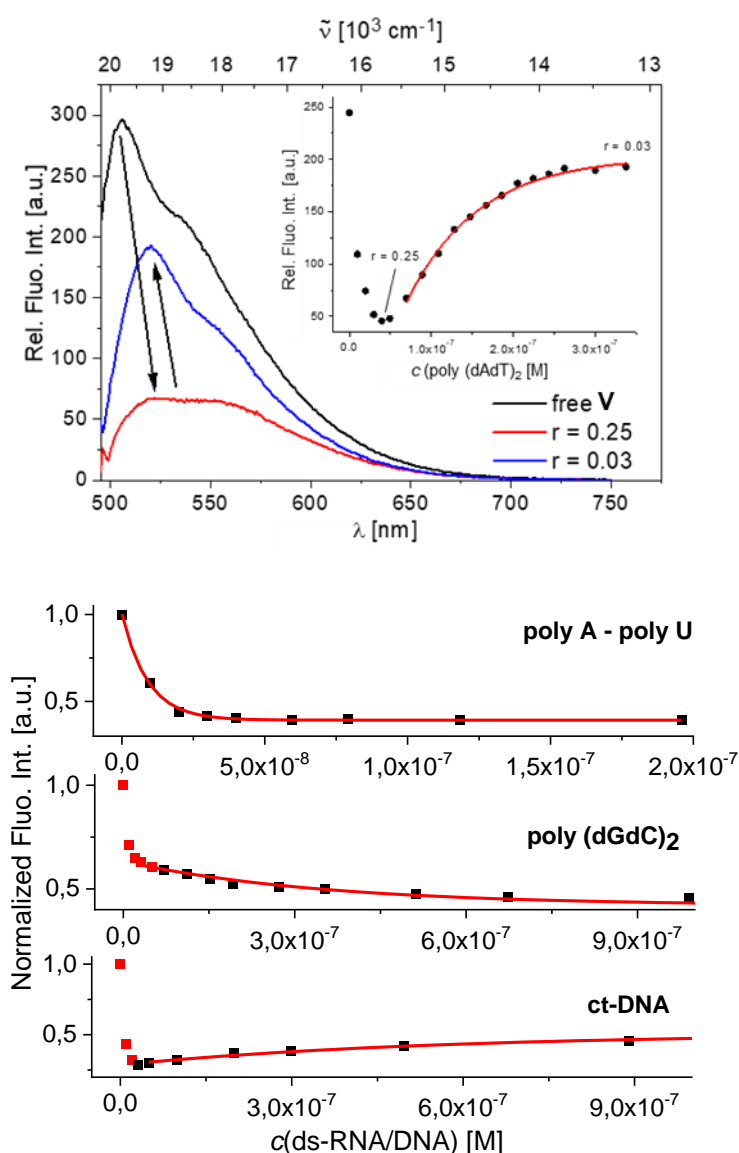 ṽ [10³ cm⁻¹]
20 19 18 17 16 15 14 13
Rel. Fluo. Int. [a.u.]
300
250
200
150
100
50
0
500 550 600 650 700 750
λ [nm]
Rel. Fluo. Int. [a.u.]
250
200
150
100
50
r = 0.03
r = 0.25
0.0 1.0x10⁻⁷ 2.0x10⁻⁷ 3.0x10⁻⁷
c (poly (dAdT)₂ [M]
free V
r = 0.25
r = 0.03
Normalized Fluo. Int. [a.u.]
1,0
0,5
poly A - poly U
0,0 5,0x10⁻⁸ 1,0x10⁻⁷ 1,5x10⁻⁷ 2,0x10⁻⁷
1,0
0,5
poly (dGdC)₂
0,0 3,0x10⁻⁷ 6,0x10⁻⁷ 9,0x10⁻⁷
1,0
0,5
ct-DNA
0,0 3,0x10⁻⁷ 6,0x10⁻⁷ 9,0x10⁻⁷
c(ds-RNA/DNA) [M]